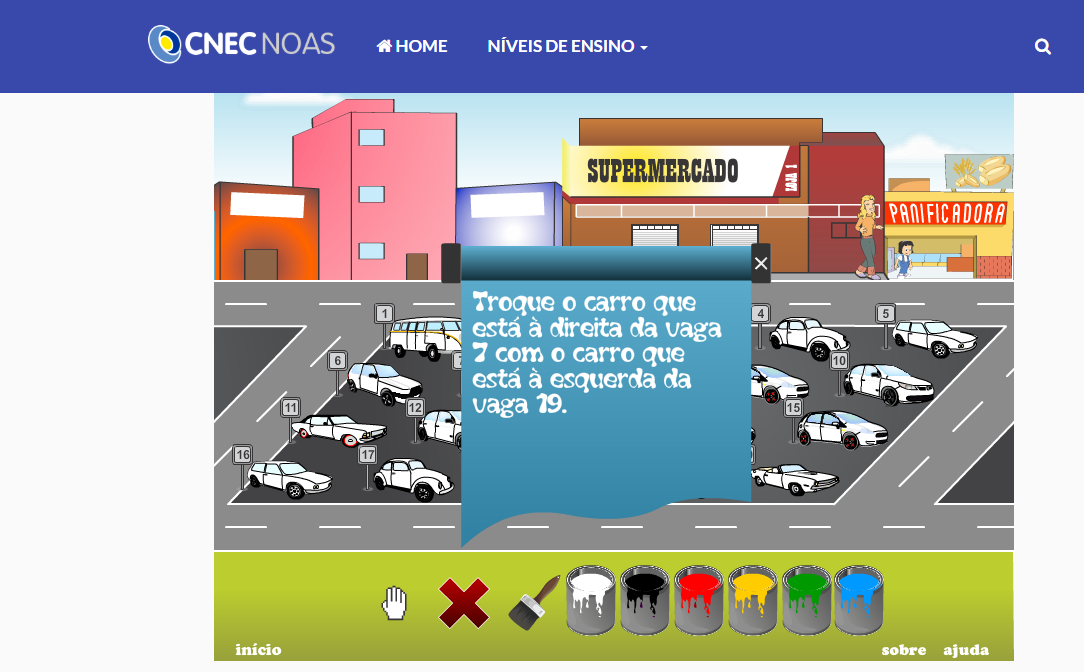 CNEC NOAS
HOME
NÍVEIS DE ENSINO
SUPERMERCADO
LOJA 1
PANIFICADORA
Troque o carro que
está à direita da vaga
7 com o carro que
está à esquerda da
vaga 19.
1
4
5
6
10
11
12
15
16
17
início
sobre
ajuda